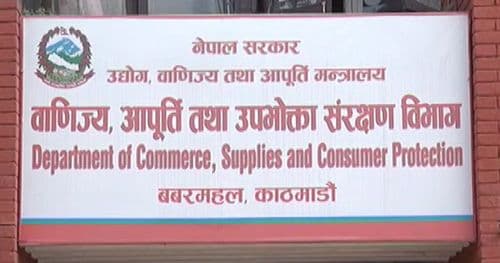 नेपाल सरकार
उद्योग, वाणिज्य तथा आपूर्ति मन्त्रालय
वाणिज्य, आपूर्ति तथा उपभोक्ता संरक्षण विभाग
Department of Commerce, Supplies and Consumer Protection
बबरमहल, काठमाडौं